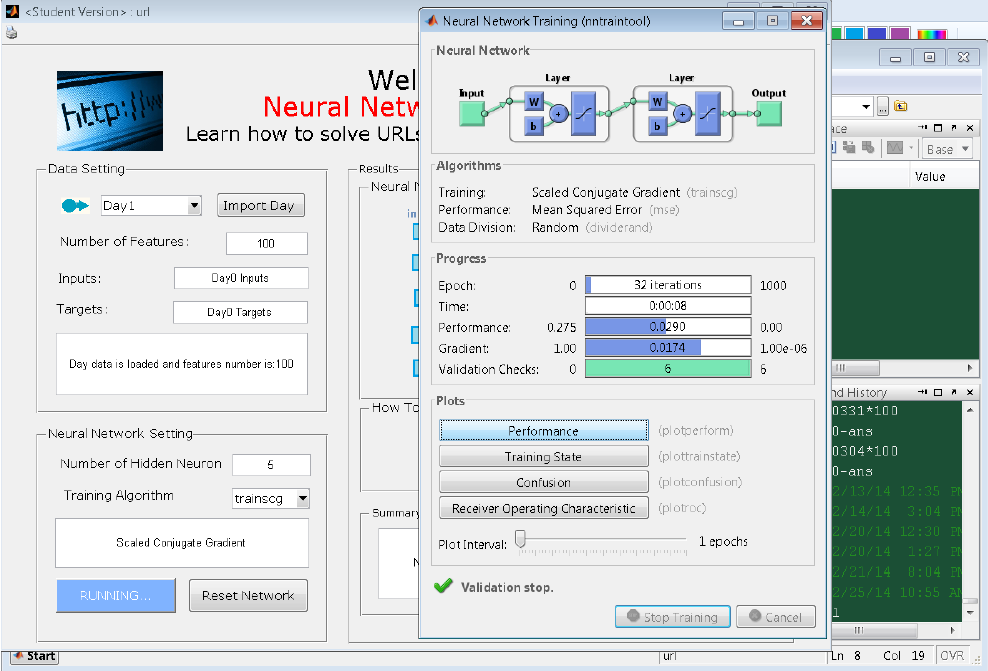 <Student Version> : url
Wel
Neural Netw
Learn how to solve URLs
http://w
Data Setting
Day1
Import Day
Number of Features:
100
Inputs:
Day0 Inputs
Targets:
Day0 Targets
Day data is loaded and features number is:100
Neural Network Setting
Number of Hidden Neuron
5
Training Algorithm
trainscg
Scaled Conjugate Gradient
RUNNING...
Reset Network
Results
Neural N
in
How To
Summary
N
Neural Network Training (nntraintool)
Neural Network
Input
Layer
Layer
Output
W
b
+
W
b
+
Algorithms
Training: Scaled Conjugate Gradient (trainscg)
Performance: Mean Squared Error (mse)
Data Division: Random (dividerand)
Progress
Epoch: 0 32 iterations 1000
Time: 0:00:08
Performance: 0.275 0.0290 0.00
Gradient: 1.00 0.0174 1.00e-06
Validation Checks: 0 6 6
Plots
Performance (plotperform)
Training State (plottrainstate)
Confusion (plotconfusion)
Receiver Operating Characteristic (plotroc)
Plot Interval: 1 epochs
Validation stop.
Stop Training
Cancel
...
ace
Base
Value
nd History
0331*100
0-ans
0304*100
0-ans
2/13/14 12:35 PM
2/14/14 3:04 PM
2/20/14 12:30 PM
2/20/14 1:27 PM
2/21/14 8:04 PM
2/25/14 10:55 AM
1
Start
url
Ln 8 Col 19 OVR